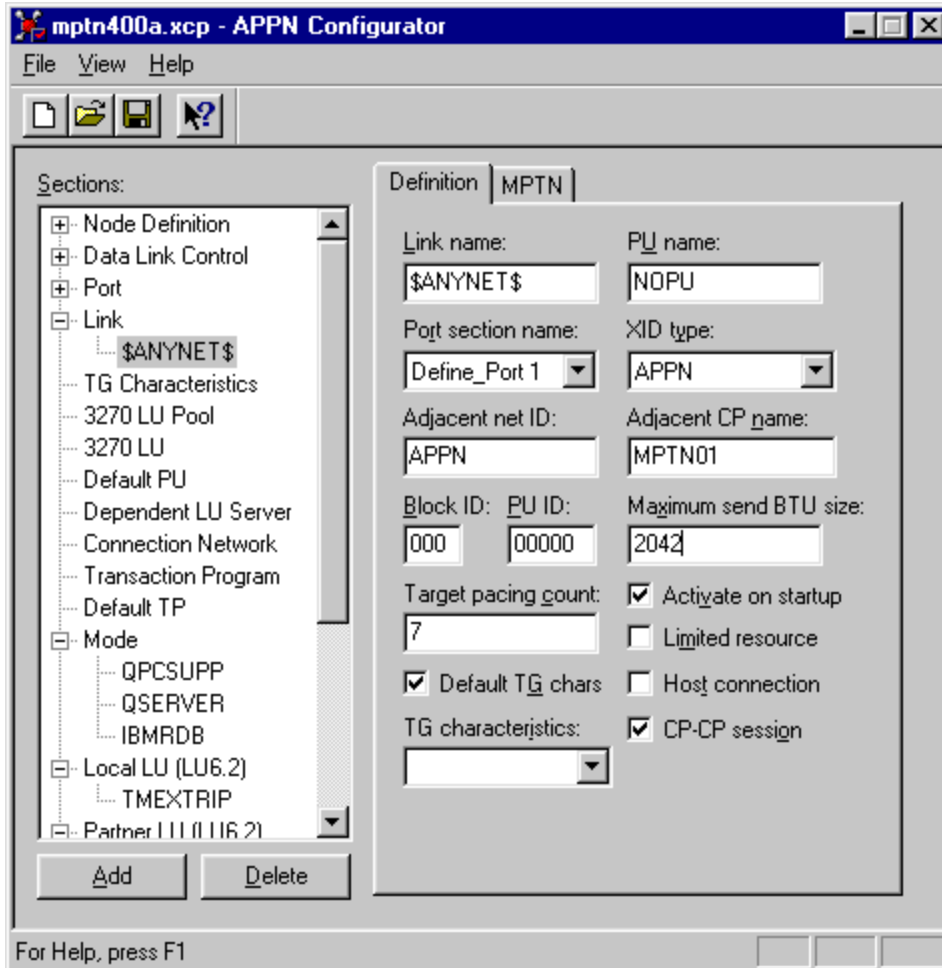 mptn400a.xcp - APPN Configurator
File View Help
Sections:
Node Definition
Data Link Control
Port
Link
$ANYNET$
TG Characteristics
3270 LU Pool
3270 LU
Default PU
Dependent LU Server
Connection Network
Transaction Program
Default TP
Mode
QPCSUPP
QSERVER
IBMRDB
Local LU (LU6.2)
TMEXTRIP
Partner LU (LU6.2)
Add Delete
Definition MPTN
Link name: PU name:
$ANYNET$ NOPU
Port section name: XID type:
Define_Port 1 APPN
Adjacent net ID: Adjacent CP name:
APPN MPTN01
Block ID: PU ID: Maximum send BTU size:
000 00000 2042
Target pacing count: Activate on startup
7 Limited resource
Default TG chars Host connection
TG characteristics: CP-CP session
For Help, press F1